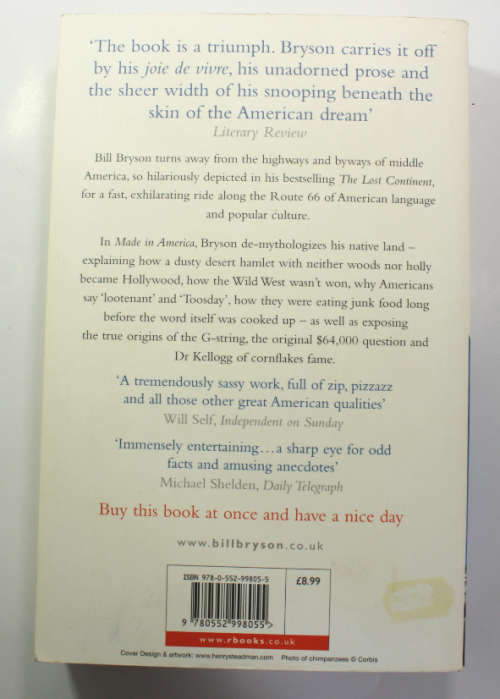 ‘The book is a triumph. Bryson carries it off
by his joie de vivre, his unadorned prose and
the sheer width of his snooping beneath the
skin of the American dream’
Literary Review
Bill Bryson turns away from the highways and byways of middle
America, so hilariously depicted in his bestselling The Lost Continent,
for a fast, exhilarating ride along the Route 66 of American language
and popular culture.
In Made in America, Bryson de-mythologizes his native land –
explaining how a dusty desert hamlet with neither woods nor holly
became Hollywood, how the Wild West wasn’t won, why Americans
say ‘lootenant’ and ‘Toosday’, how they were eating junk food long
before the word itself was cooked up – as well as exposing
the true origins of the G-string, the original $64,000 question and
Dr Kellogg of cornflakes fame.
‘A tremendously sassy work, full of zip, pizzazz
and all those other great American qualities’
Will Self, Independent on Sunday
‘Immensely entertaining…a sharp eye for odd
facts and amusing anecdotes’
Michael Shelden, Daily Telegraph
Buy this book at once and have a nice day
www.billbryson.co.uk
ISBN 978-0-552-99805-5
£8.99
9 780552 998055 >
www.rbooks.co.uk
Cover Design & artwork: www.henrysteadman.com Photo of chimpanzees © Corbis